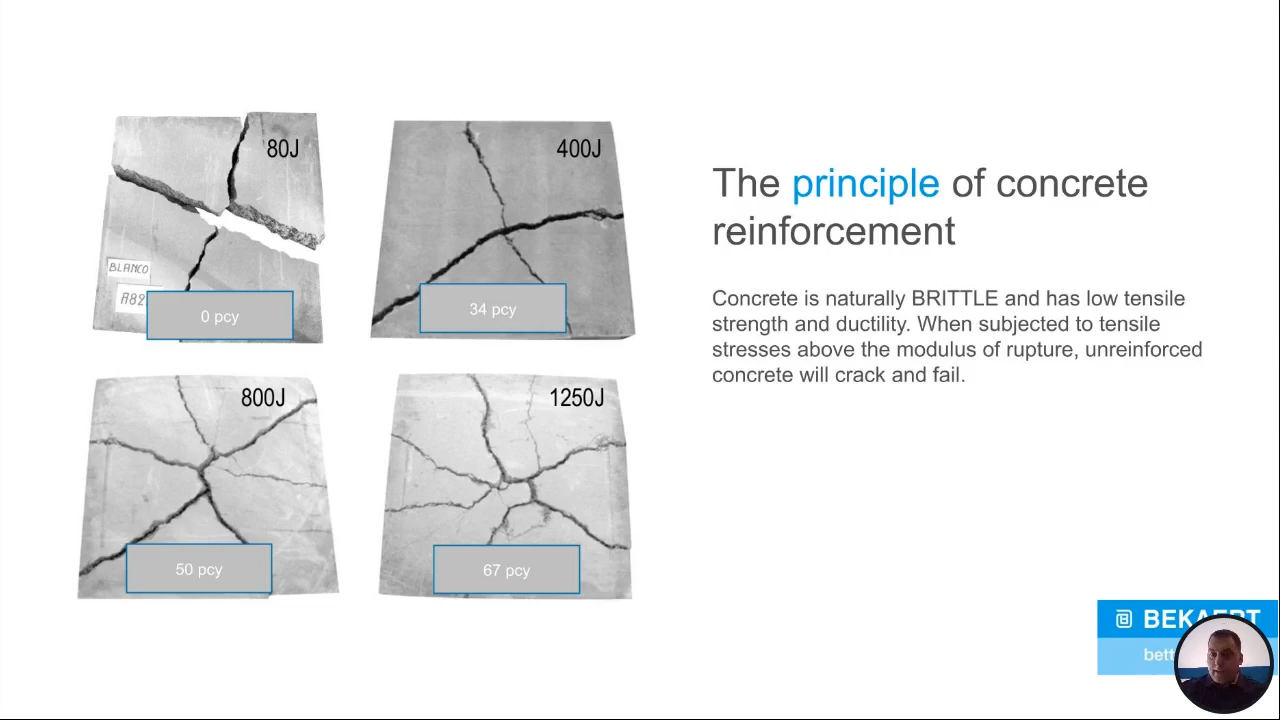 80J
BLANCO
0 pcy
400J
34 pcy
800J
50 pcy
1250J
67 pcy
The principle of concrete
reinforcement
Concrete is naturally BRITTLE and has low tensile
strength and ductility. When subjected to tensile
stresses above the modulus of rupture, unreinforced
concrete will crack and fail.
BEKAERT